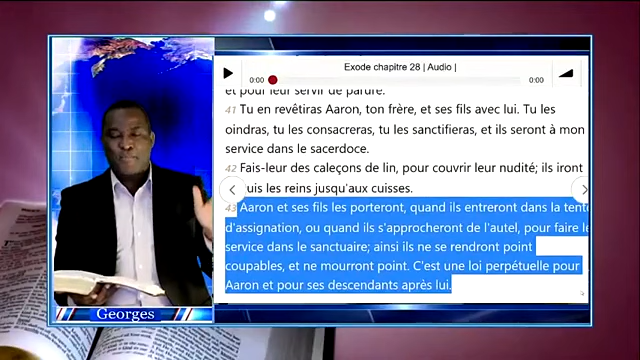 Exode chapitre 28 | Audio |
0:00
0:00
et pour leur servir de parure.
41 Tu en revêtiras Aaron, ton frère, et ses fils avec lui. Tu les
oindras, tu les consacreras, tu les sanctifieras, et ils seront à mon
service dans le sacerdoce.
42 Fais-leur des caleçons de lin, pour couvrir leur nudité; ils iront
uis les reins jusqu'aux cuisses.
43 Aaron et ses fils les porteront, quand ils entreront dans la tente
d'assignation, ou quand ils s'approcheront de l'autel, pour faire le
service dans le sanctuaire; ainsi ils ne se rendront point
coupables, et ne mourront point. C'est une loi perpétuelle pour
Aaron et pour ses descendants après lui.
Georges